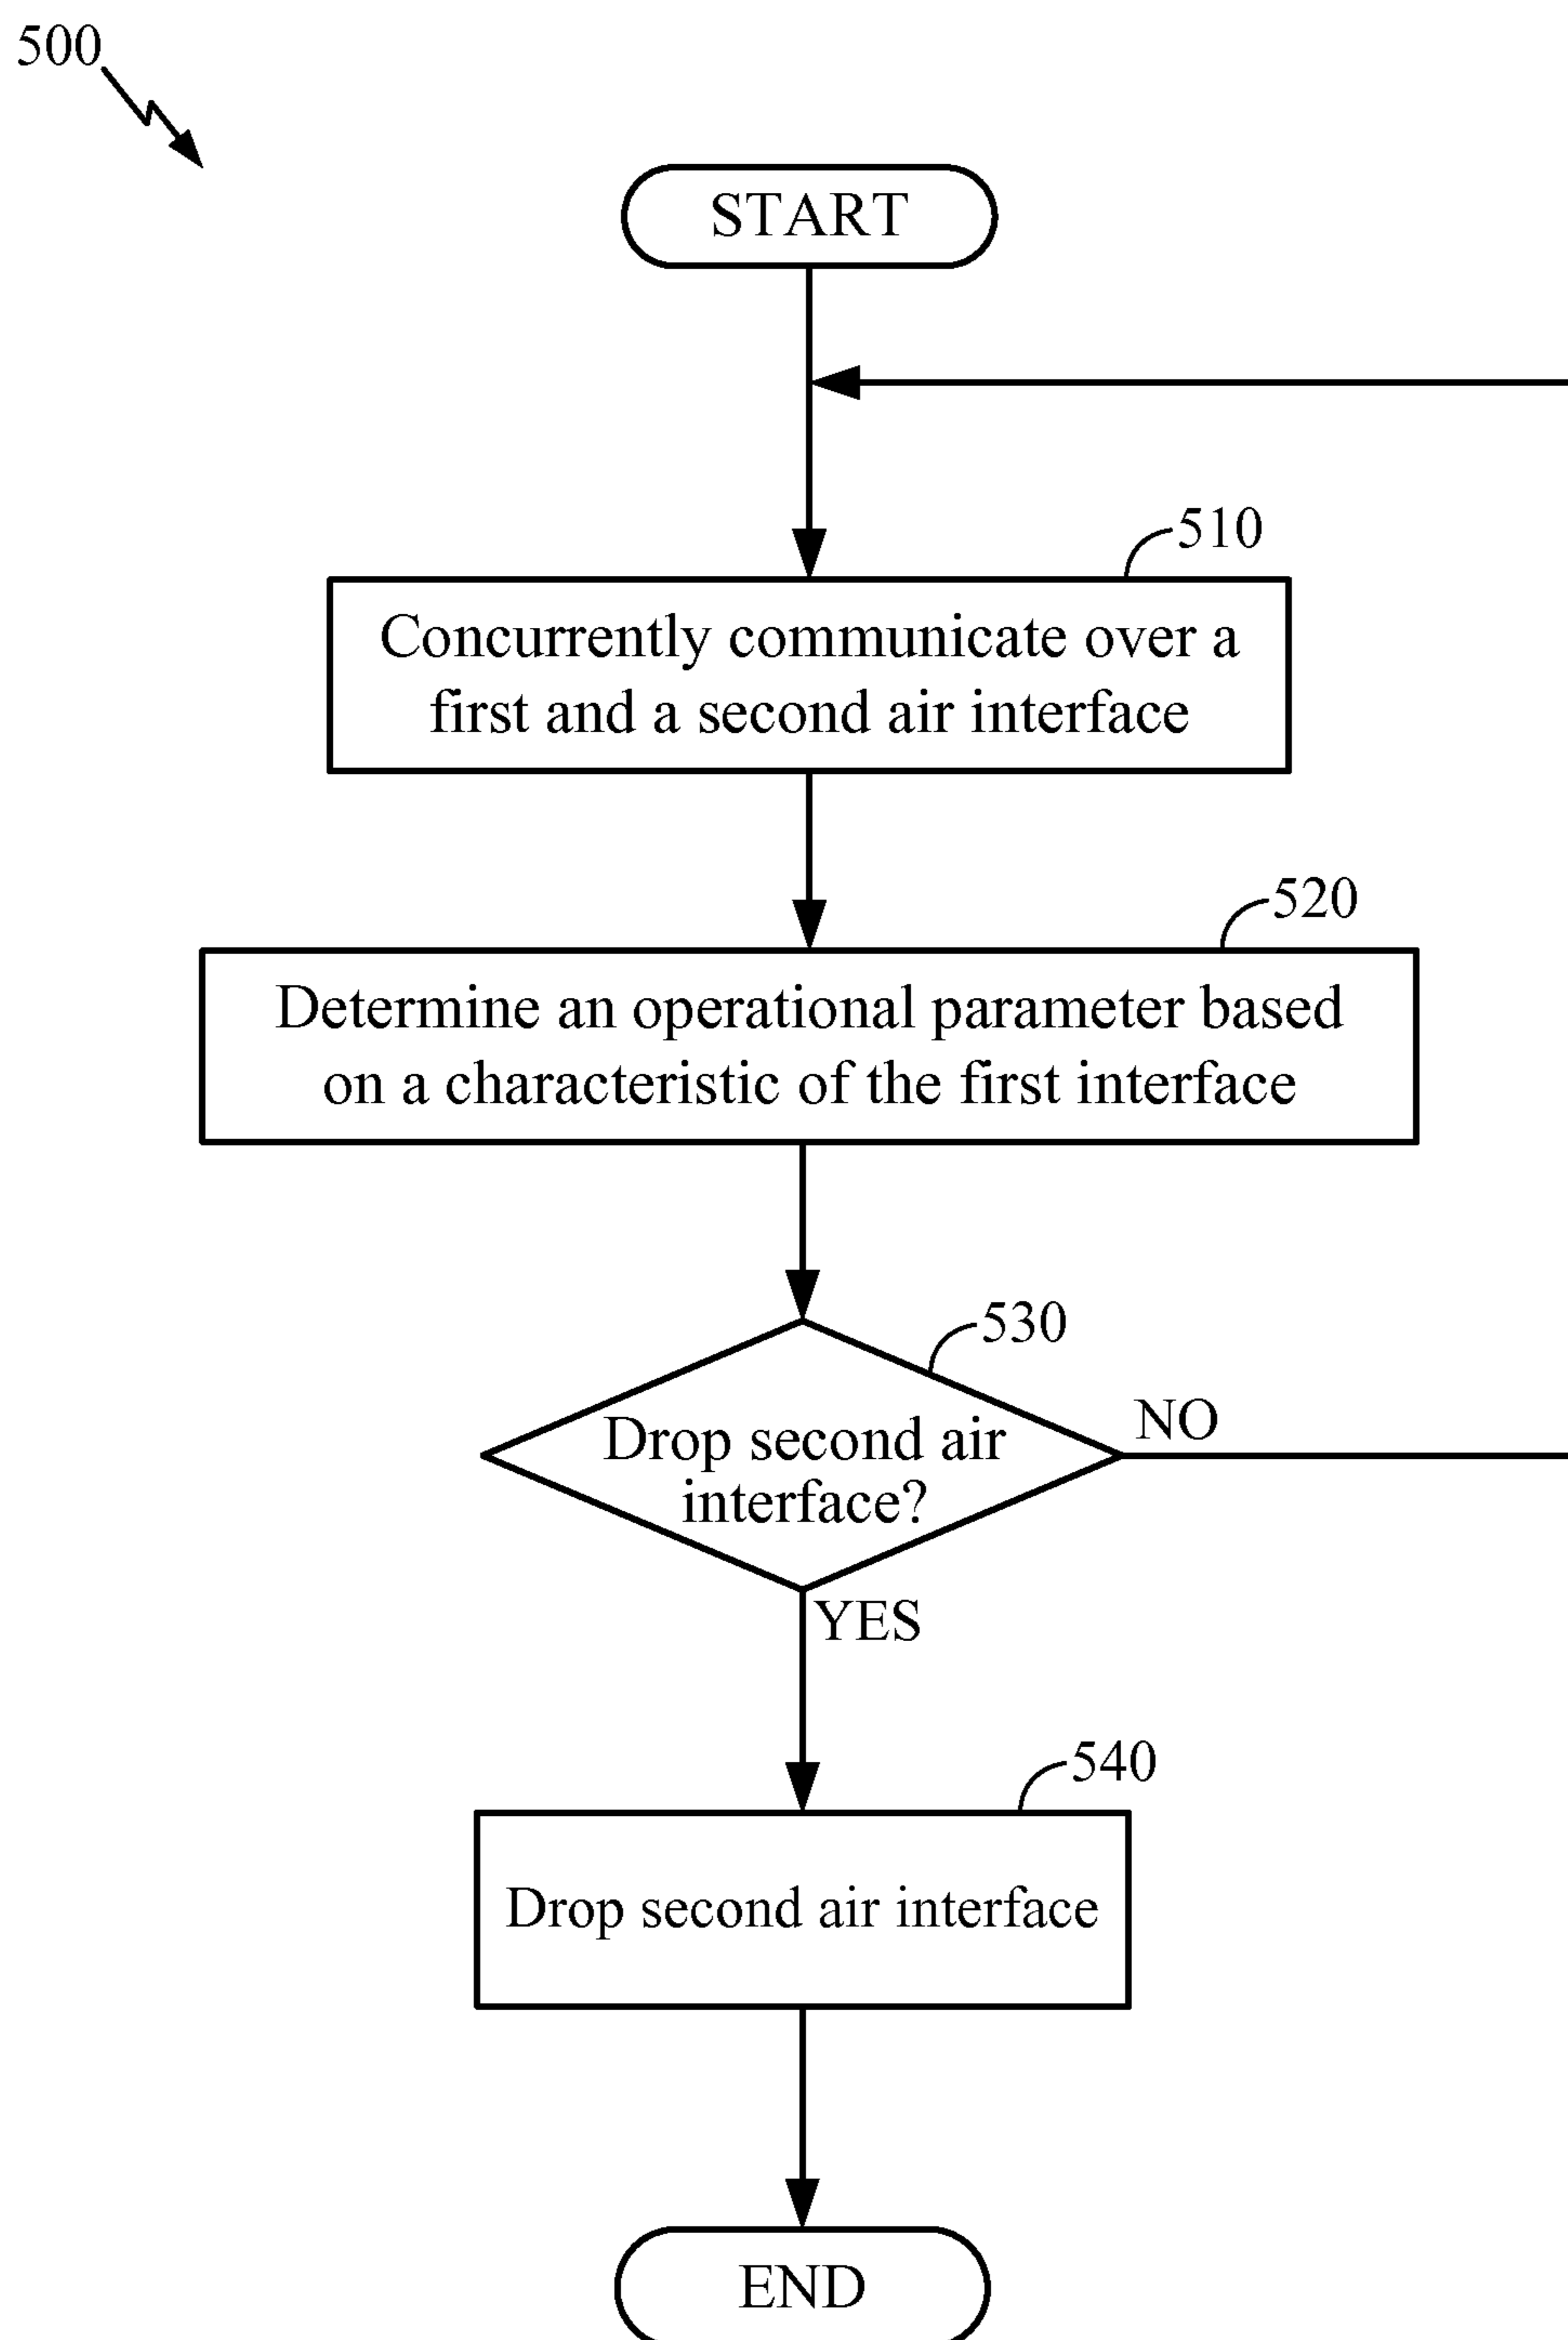 500
START
510
Concurrently communicate over a
first and a second air interface
520
Determine an operational parameter based
on a characteristic of the first interface
530
Drop second air
interface?
NO
YES
540
Drop second air interface
END